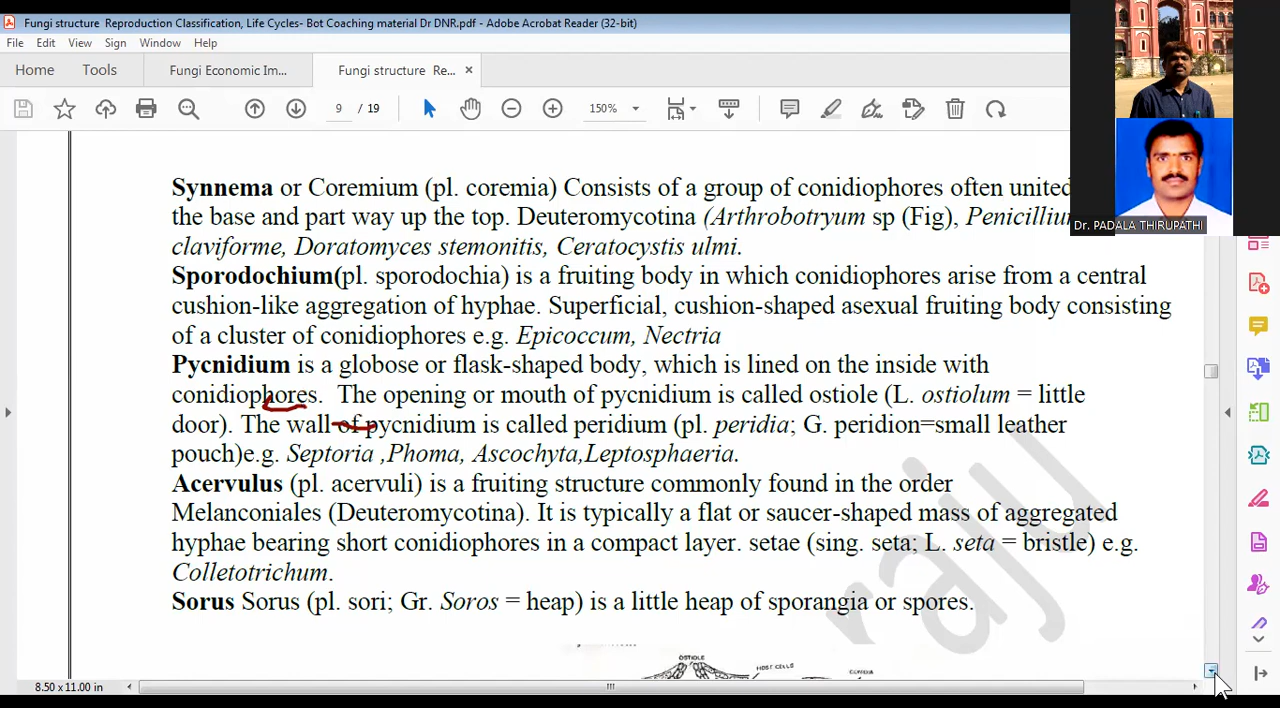 Fungi structure Reproduction Classification, Life Cycles- Bot Coaching material Dr DNR.pdf - Adobe Acrobat Reader (32-bit)
File Edit View Sign Window Help
Home Tools Fungi Economic Im... Fungi structure Re... ×
9 / 19 150%
Synnema or Coremium (pl. coremia) Consists of a group of conidiophores often united
the base and part way up the top. Deuteromycotina (Arthrobotryum sp (Fig), Penicillium
claviforme, Doratomyces stemonitis, Ceratocystis ulmi.
Dr. PADALA THIRUPATHI
Sporodochium(pl. sporodochia) is a fruiting body in which conidiophores arise from a central
cushion-like aggregation of hyphae. Superficial, cushion-shaped asexual fruiting body consisting
of a cluster of conidiophores e.g. Epicoccum, Nectria
Pycnidium is a globose or flask-shaped body, which is lined on the inside with
conidiophores. The opening or mouth of pycnidium is called ostiole (L. ostiolum = little
door). The wall of pycnidium is called peridium (pl. peridia; G. peridion=small leather
pouch)e.g. Septoria ,Phoma, Ascochyta,Leptosphaeria.
Acervulus (pl. acervuli) is a fruiting structure commonly found in the order
Melanconiales (Deuteromycotina). It is typically a flat or saucer-shaped mass of aggregated
hyphae bearing short conidiophores in a compact layer. setae (sing. seta; L. seta = bristle) e.g.
Colletotrichum.
Sorus Sorus (pl. sori; Gr. Soros = heap) is a little heap of sporangia or spores.
raju
OSTIOLE
HOST CELLS
8.50 x 11.00 in